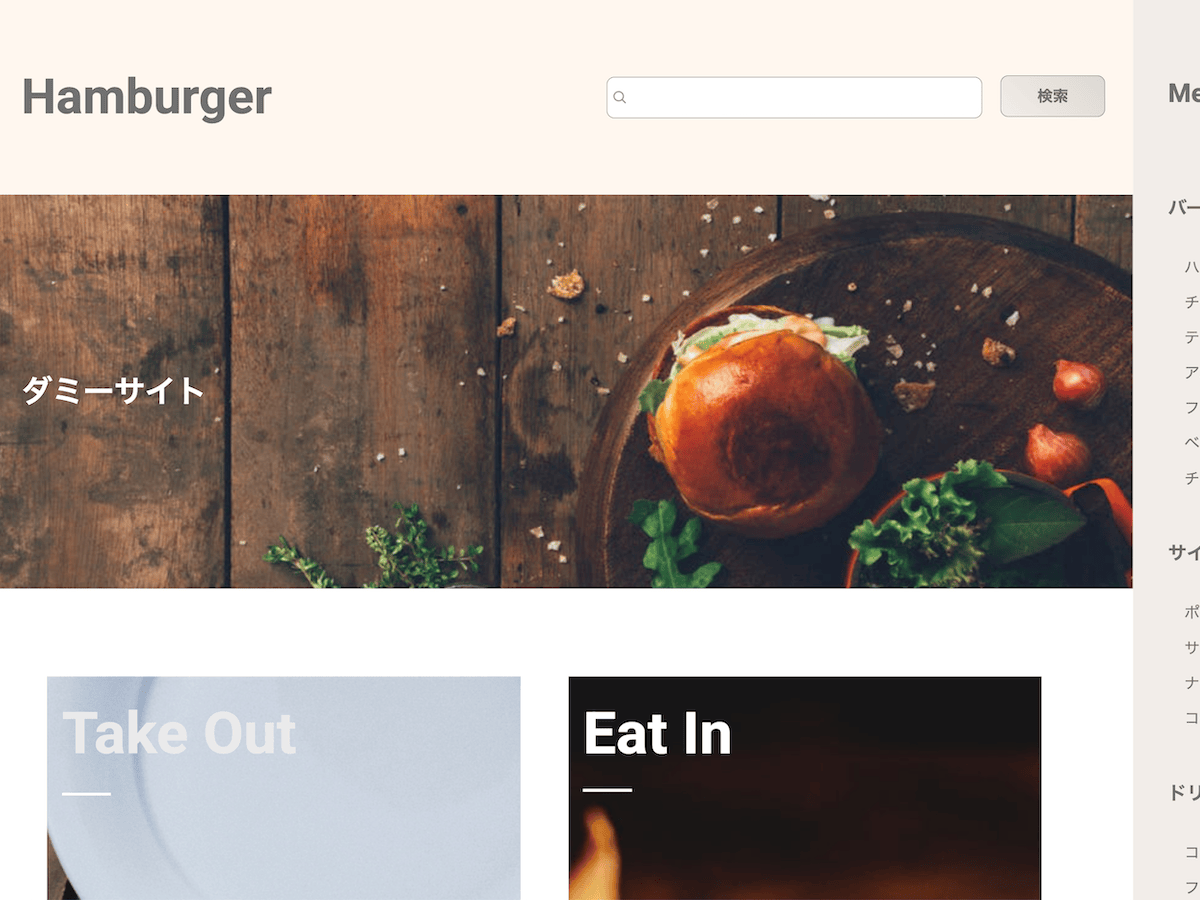 Hamburger
検索
Me
バー
ハ
チ
テ
ア
フ
ベ
チ
ダミーサイト
サイ
ポ
サ
ナ
コ
Take Out
Eat In
ドリ
コ
フ